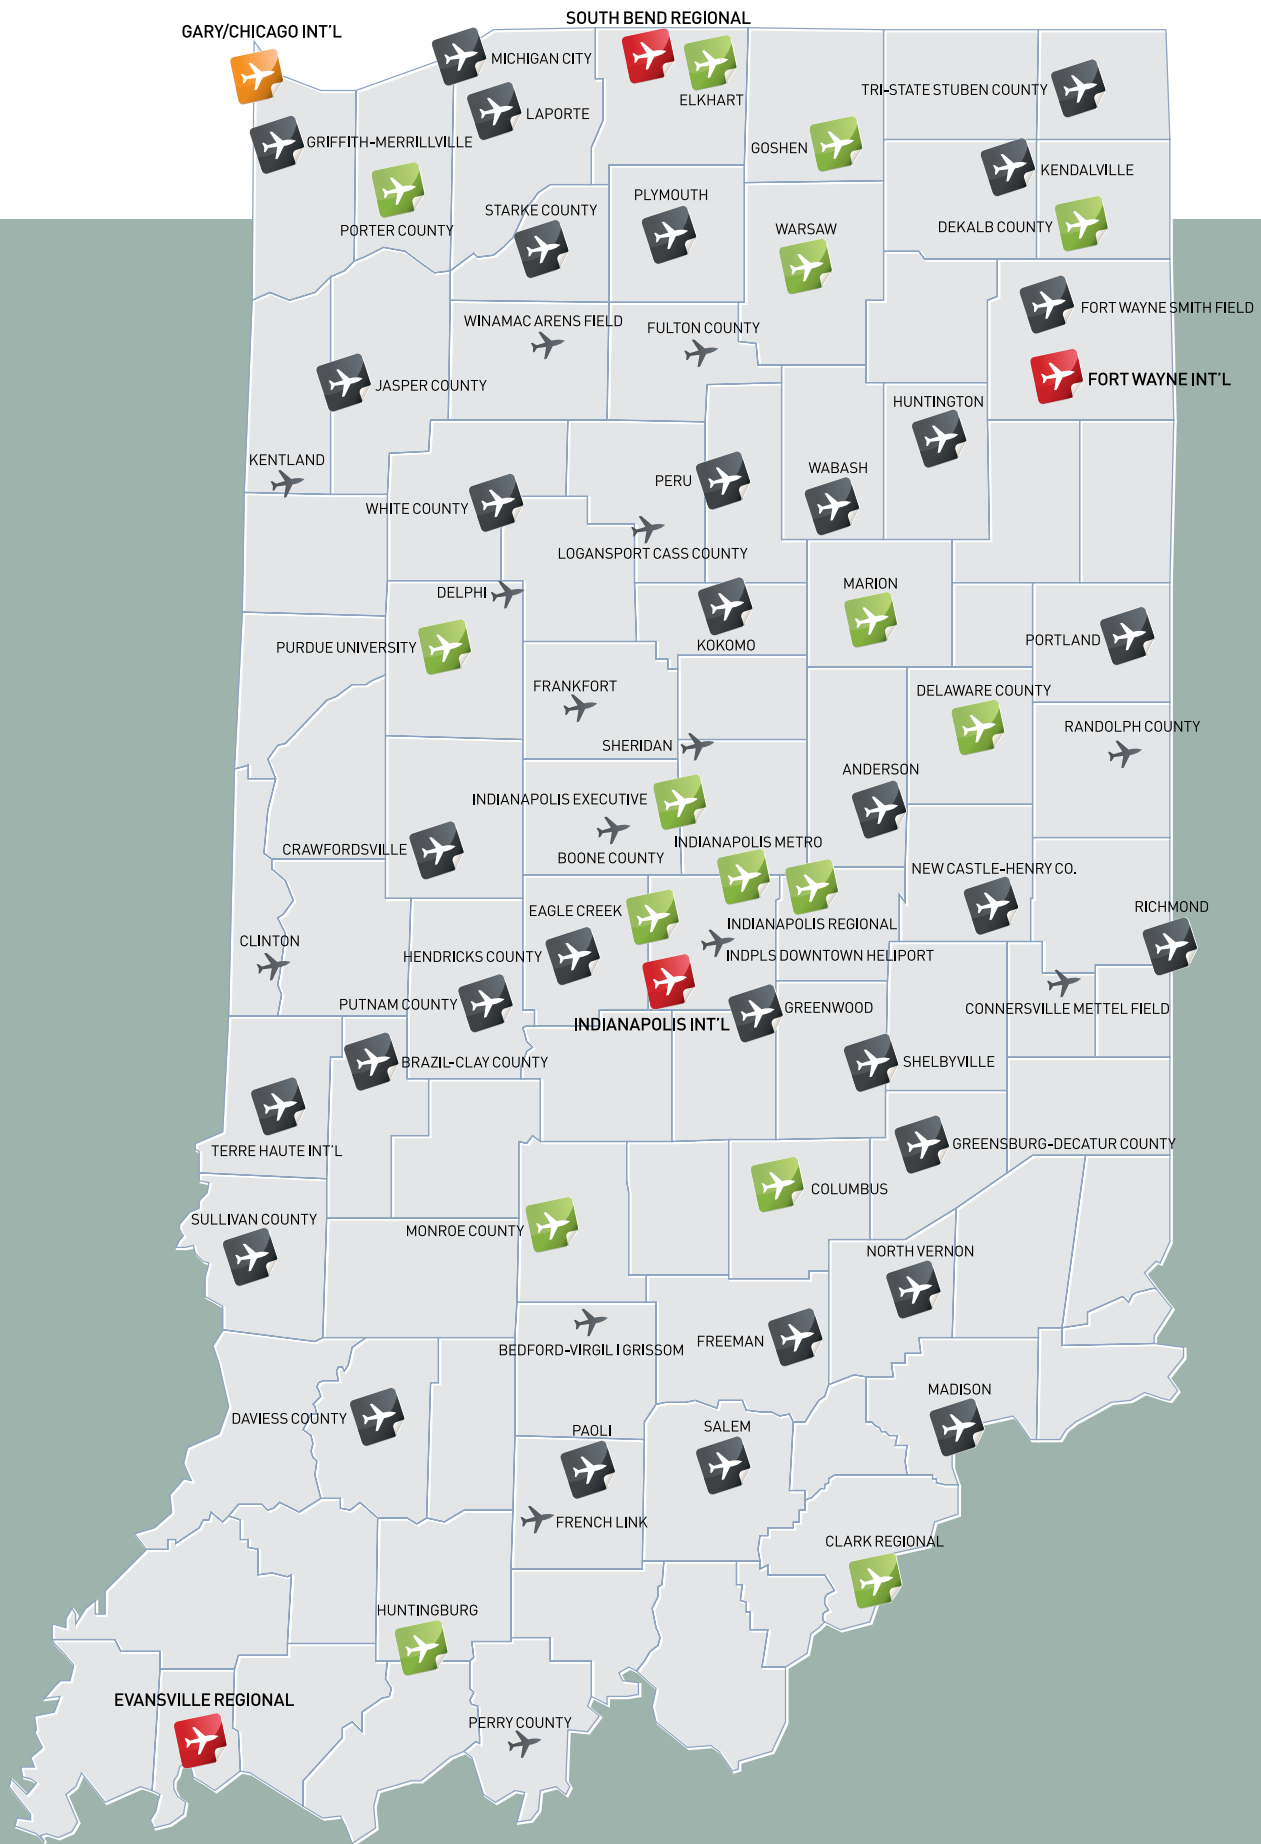 SOUTH BEND REGIONAL
GARY/CHICAGO INT'L
MICHIGAN CITY
ELKHART
TRI-STATE STUBEN COUNTY
LAPORTE
GRIFFITH-MERRILLVILLE
GOSHEN
KENDALVILLE
PORTER COUNTY
STARKE COUNTY
PLYMOUTH
WARSAW
DEKALB COUNTY
FORT WAYNE SMITH FIELD
WINAMAC ARENS FIELD
FULTON COUNTY
JASPER COUNTY
FORT WAYNE INT'L
HUNTINGTON
KENTLAND
WHITE COUNTY
PERU
WABASH
LOGANSPORT CASS COUNTY
DELPHI
MARION
PURDUE UNIVERSITY
KOKOMO
PORTLAND
FRANKFORT
DELAWARE COUNTY
RANDOLPH COUNTY
SHERIDAN
ANDERSON
INDIANAPOLIS EXECUTIVE
CRAWFORDSVILLE
BOONE COUNTY
INDIANAPOLIS METRO
NEW CASTLE-HENRY CO.
RICHMOND
EAGLE CREEK
INDIANAPOLIS REGIONAL
CLINTON
HENDRICKS COUNTY
INDPLS DOWNTOWN HELIPORT
PUTNAM COUNTY
GREENWOOD
CONNERSVILLE METTEL FIELD
INDIANAPOLIS INT'L
BRAZIL-CLAY COUNTY
SHELBYVILLE
TERRE HAUTE INT'L
GREENSBURG-DECATUR COUNTY
COLUMBUS
SULLIVAN COUNTY
MONROE COUNTY
NORTH VERNON
BEDFORD-VIRGIL I GRISSOM
FREEMAN
MADISON
DAVIESS COUNTY
PAOLI
SALEM
FRENCH LINK
CLARK REGIONAL
HUNTINGBURG
EVANSVILLE REGIONAL
PERRY COUNTY